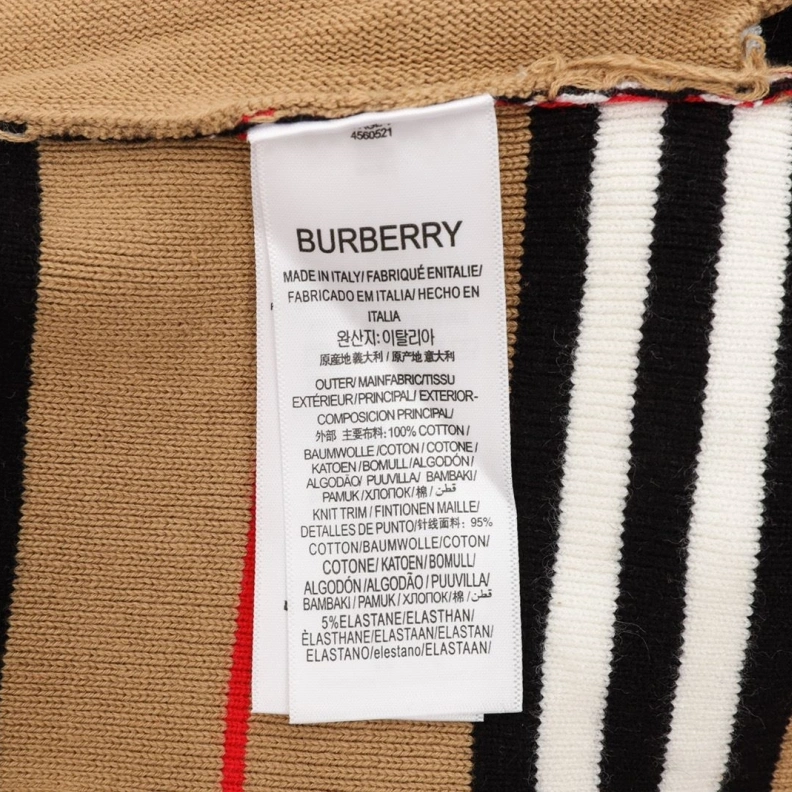 4560521
BURBERRY
MADE IN ITALY/ FABRIQUÉ ENITALIE/
FABRICADO EM ITALIA/ HECHO EN
ITALIA
완산지: 이탈리아
原産地義大利 / 原产地 意大利
OUTER/ MAINFABRIC/TISSU
EXTÉRIEUR/PRINCIPAL/ EXTERIOR-
COMPOSICION PRINCIPAL/
外部 主要布料: 100% COTTON /
BAUMWOLLE /COTON / COTONE /
KATOEN / BOMULL / ALGODÓN /
ALGODÃO/ PUUVILLA/ BAMBAKI /
PAMUK / ХЛОПОК / 棉 / قطن
KNIT TRIM / FINTIONEN MAILLE/
DETALLES DE PUNTO/针线面料: 95%
COTTON/BAUMWOLLE/COTON/
COTONE/ KATOEN/ BOMULL/
ALGODÓN /ALGODÃO / PUUVILLA/
BAMBAKI / PAMUK / ХЛОПОК/ 棉/ قطن
5%ELASTANE/ELASTHAN/
ÉLASTHANE/ELASTAAN/ELASTAN/
ELASTANO/elestano/ELASTAAN/